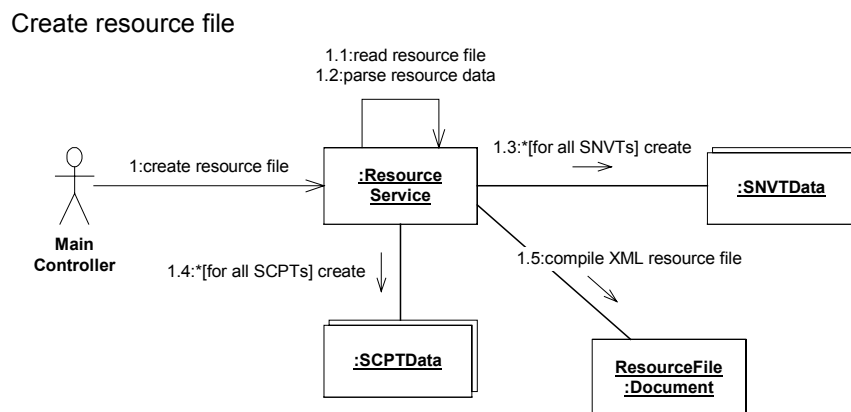 Create resource file
1.1:read resource file
1.2:parse resource data
1:create resource file
:Resource
Service
1.3:*[for all SNVTs] create
:SNVTData
Main
Controller
1.4:*[for all SCPTs] create
1.5:compile XML resource file
:SCPTData
ResourceFile
:Document